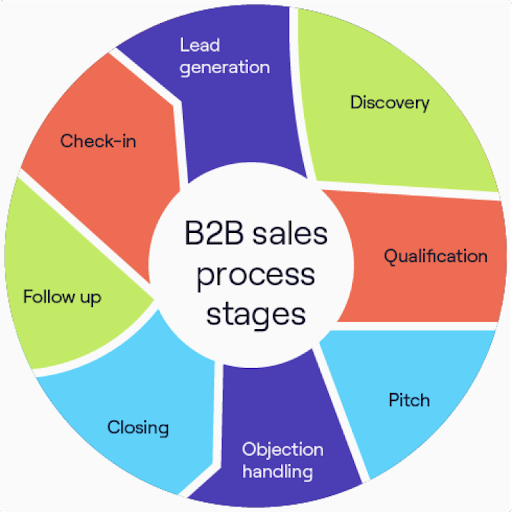 B2B sales
process
stages
Lead
generation
Discovery
Qualification
Pitch
Objection
handling
Closing
Follow up
Check-in